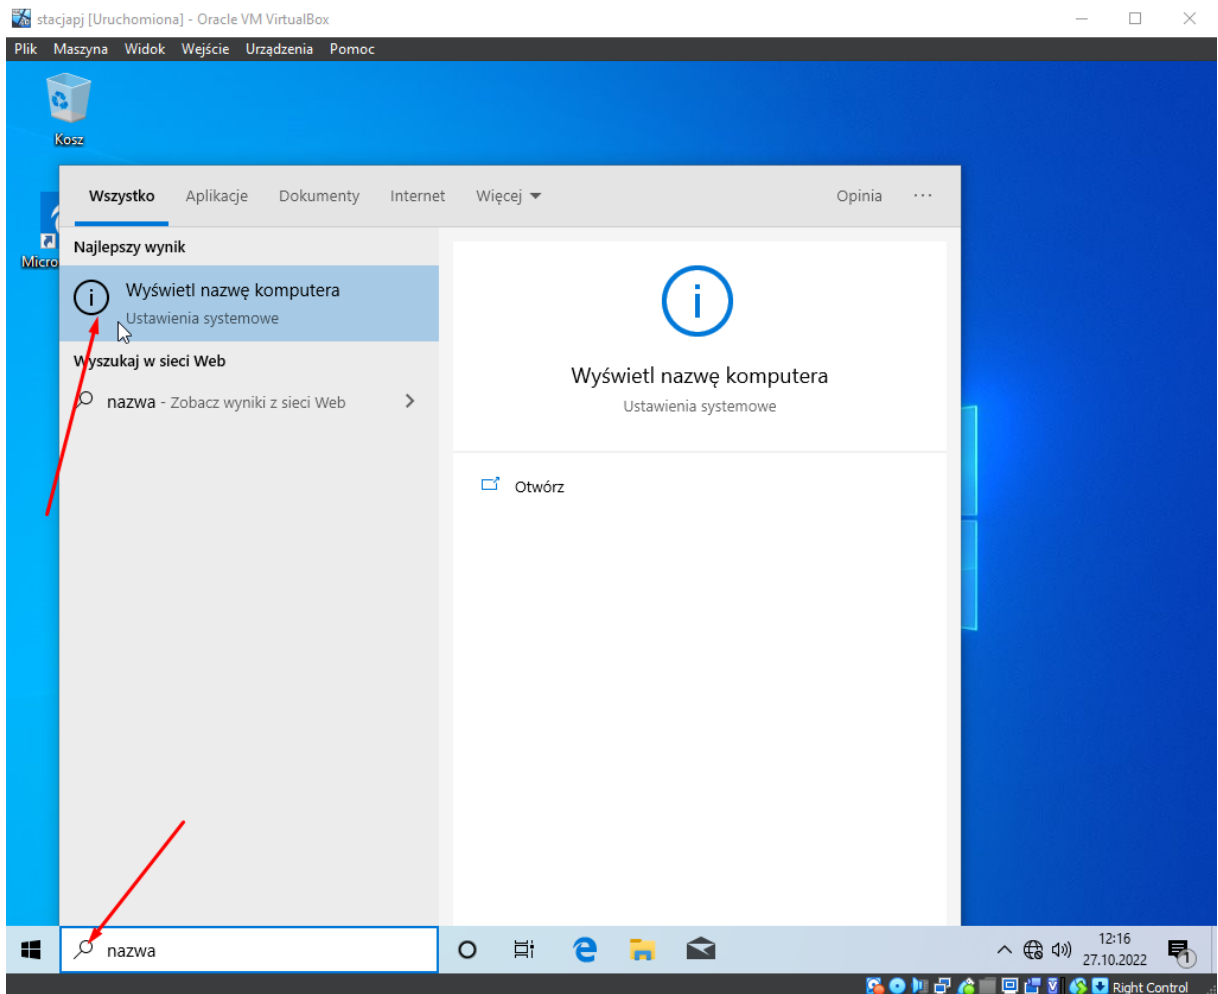 stacjapj [Uruchomiona] - Oracle VM VirtualBox
Plik Maszyna Widok Wejście Urządzenia Pomoc
Kosz
Wszystko Aplikacje Dokumenty Internet Więcej Opinia ...
Najlepszy wynik
Micro
Wyświetl nazwę komputera
Ustawienia systemowe
Wyszukaj w sieci Web
nazwa - Zobacz wyniki z sieci Web
Wyświetl nazwę komputera
Ustawienia systemowe
Otwórz
nazwa
12:16
27.10.2022
1
Right Control